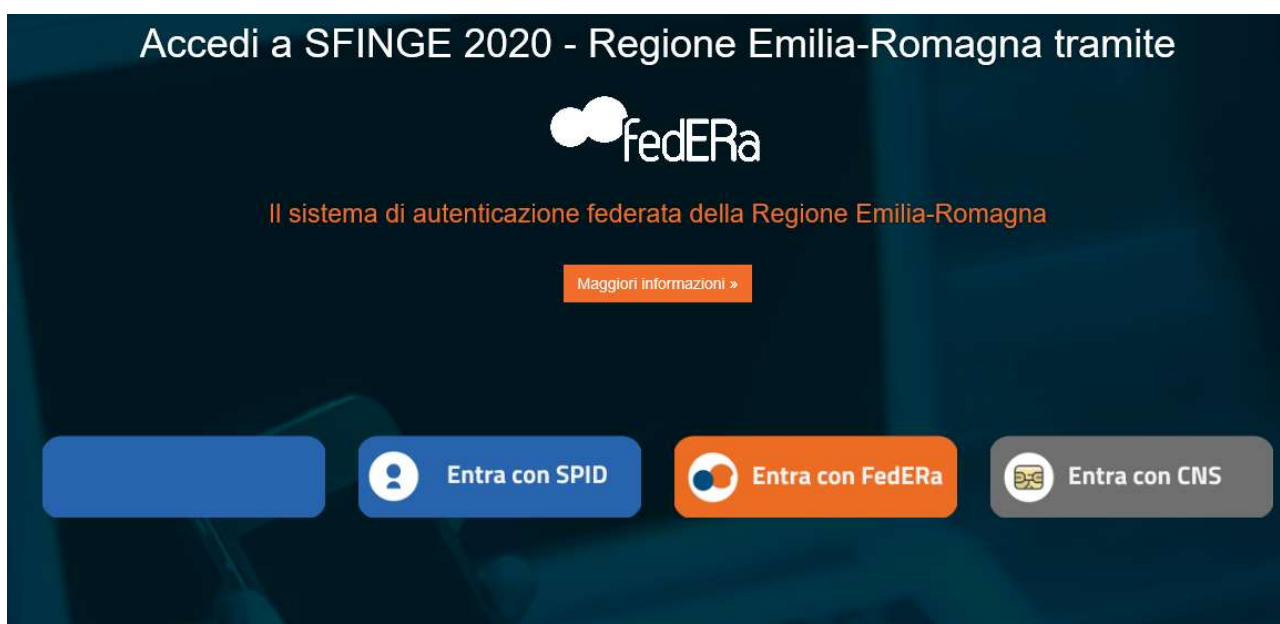 Accedi a SFINGE 2020 - Regione Emilia-Romagna tramite
fedERa
Il sistema di autenticazione federata della Regione Emilia-Romagna
Maggiori informazioni »
Entra con SPID
Entra con FedERa
Entra con CNS